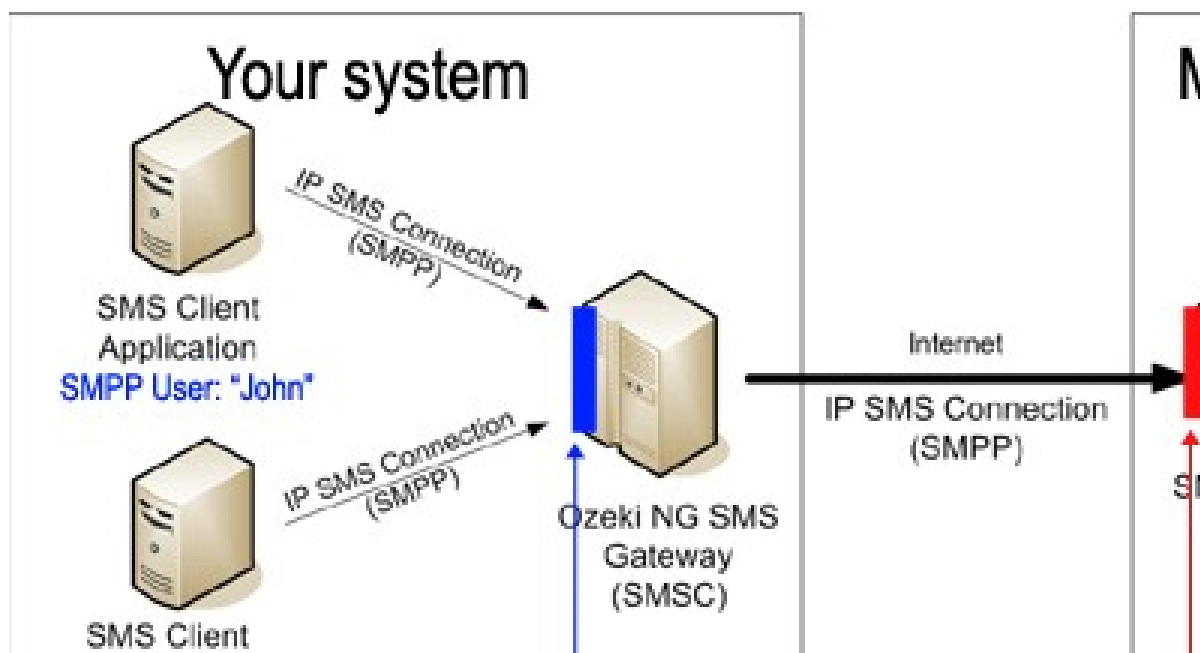 Your system
IP SMS Connection
(SMPP)
SMS Client
Application
SMPP User: “John”
IP SMS Connection
(SMPP)
SMS Client
Ozeki NG SMS
Gateway
(SMSC)
Internet
IP SMS Connection
(SMPP)